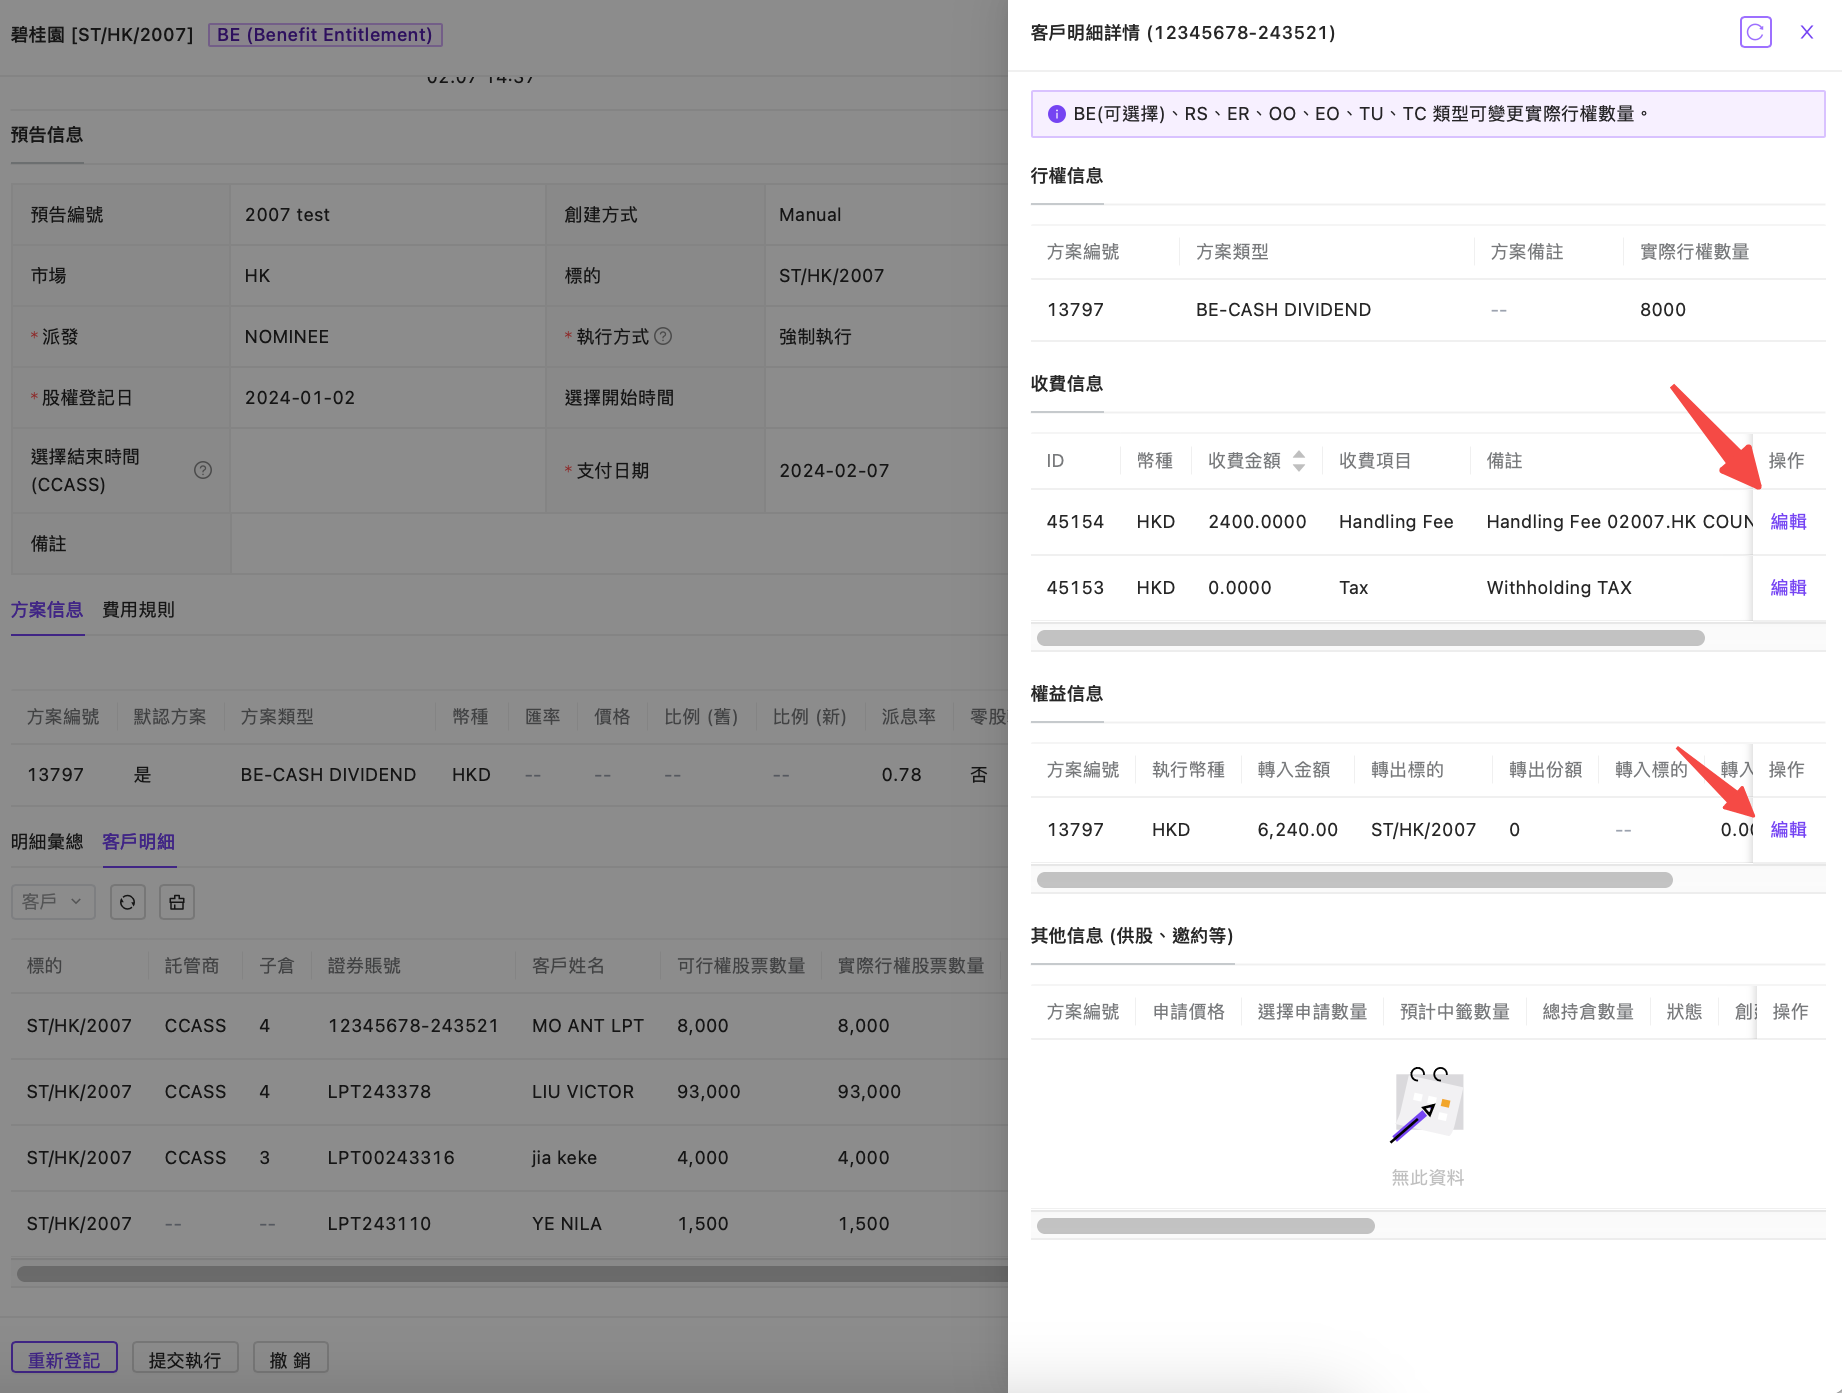 碧桂園 [ST/HK/2007] BE (Benefit Entitlement)
預告信息
預告編號 2007 test 創建方式 Manual
市場 HK 標的 ST/HK/2007
* 派發 NOMINEE * 執行方式 強制執行
* 股權登記日 2024-01-02 選擇開始時間
選擇結束時間
(CCASS) * 支付日期 2024-02-07
備註
方案信息 費用規則
方案編號 默認方案 方案類型 幣種 匯率 價格 比例 (舊) 比例 (新) 派息率 零股
13797 是 BE-CASH DIVIDEND HKD -- -- -- -- 0.78 否
明細彙總 客戶明細
客戶
標的 託管商 子倉 證券賬號 客戶姓名 可行權股票數量 實際行權股票數量
ST/HK/2007 CCASS 4 12345678-243521 MO ANT LPT 8,000 8,000
ST/HK/2007 CCASS 4 LPT243378 LIU VICTOR 93,000 93,000
ST/HK/2007 CCASS 3 LPT00243316 jia keke 4,000 4,000
ST/HK/2007 -- -- LPT243110 YE NILA 1,500 1,500
重新登記 提交執行 撤 銷
客戶明細詳情 (12345678-243521)
BE(可選擇)、RS、ER、OO、EO、TU、TC 類型可變更實際行權數量。
行權信息
方案編號 方案類型 方案備註 實際行權數量
13797 BE-CASH DIVIDEND -- 8000
收費信息
ID 幣種 收費金額 收費項目 備註 操作
45154 HKD 2400.0000 Handling Fee Handling Fee 02007.HK COUN 編輯
45153 HKD 0.0000 Tax Withholding TAX 編輯
權益信息
方案編號 執行幣種 轉入金額 轉出標的 轉出份額 轉入標的 轉入 操作
13797 HKD 6,240.00 ST/HK/2007 0 -- 0.00 編輯
其他信息 (供股、邀約等)
方案編號 申請價格 選擇申請數量 預計中籤數量 總持倉數量 狀態 創 操作
無此資料